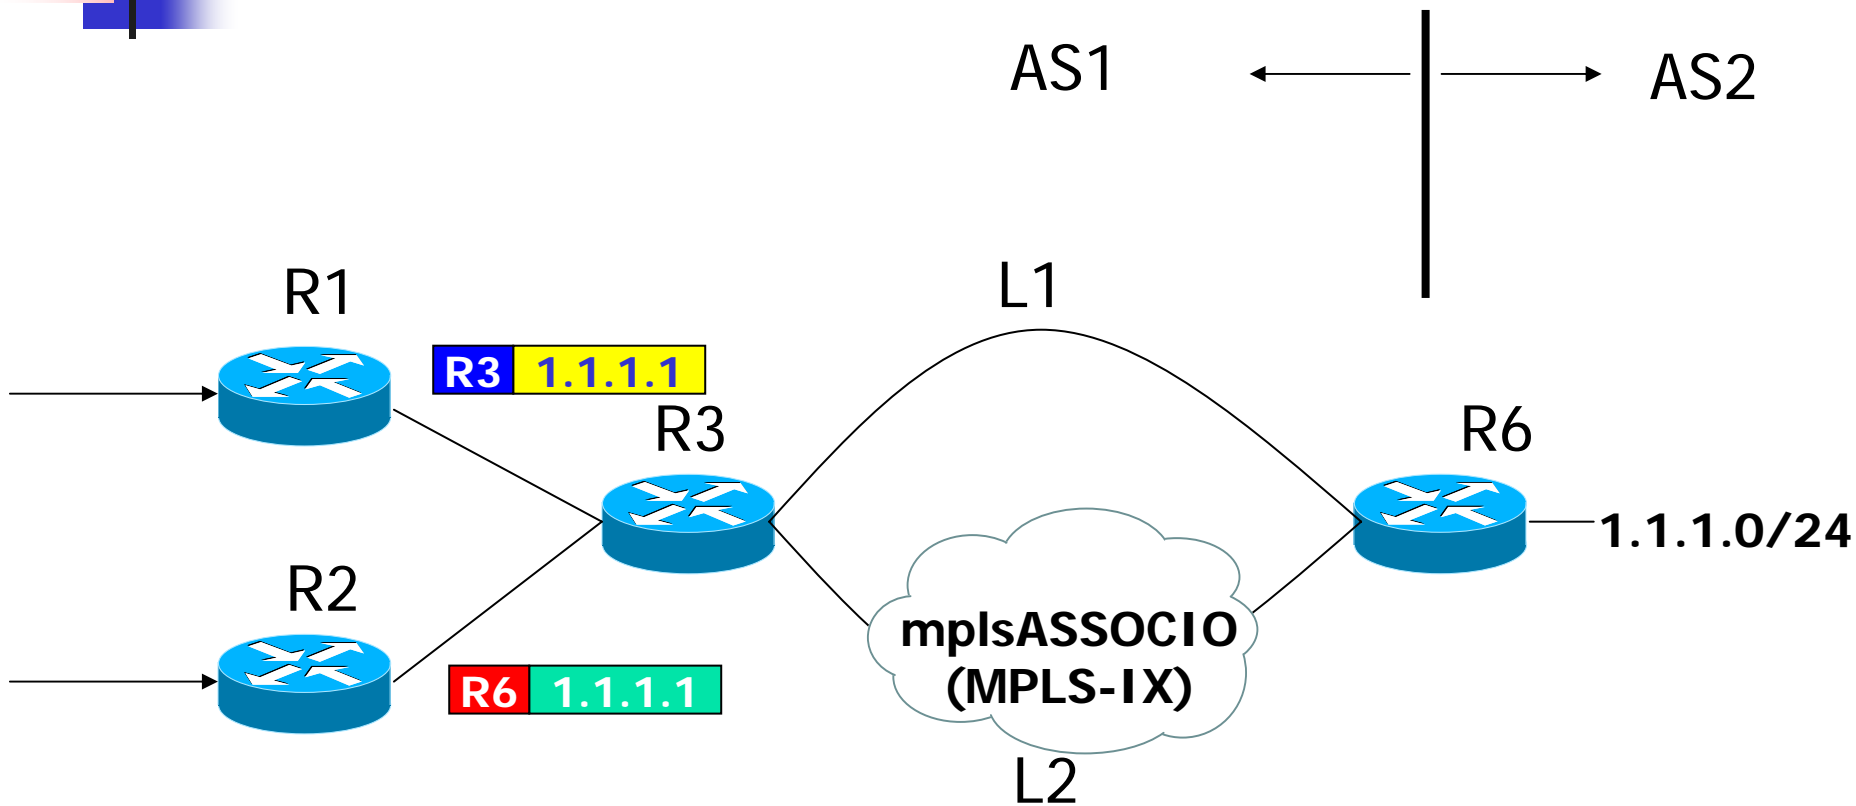 AS1
AS2
R1
L1
R3 1.1.1.1
R3
R6
1.1.1.0/24
R2
mplsASSOCIO
(MPLS-IX)
R6 1.1.1.1
L2